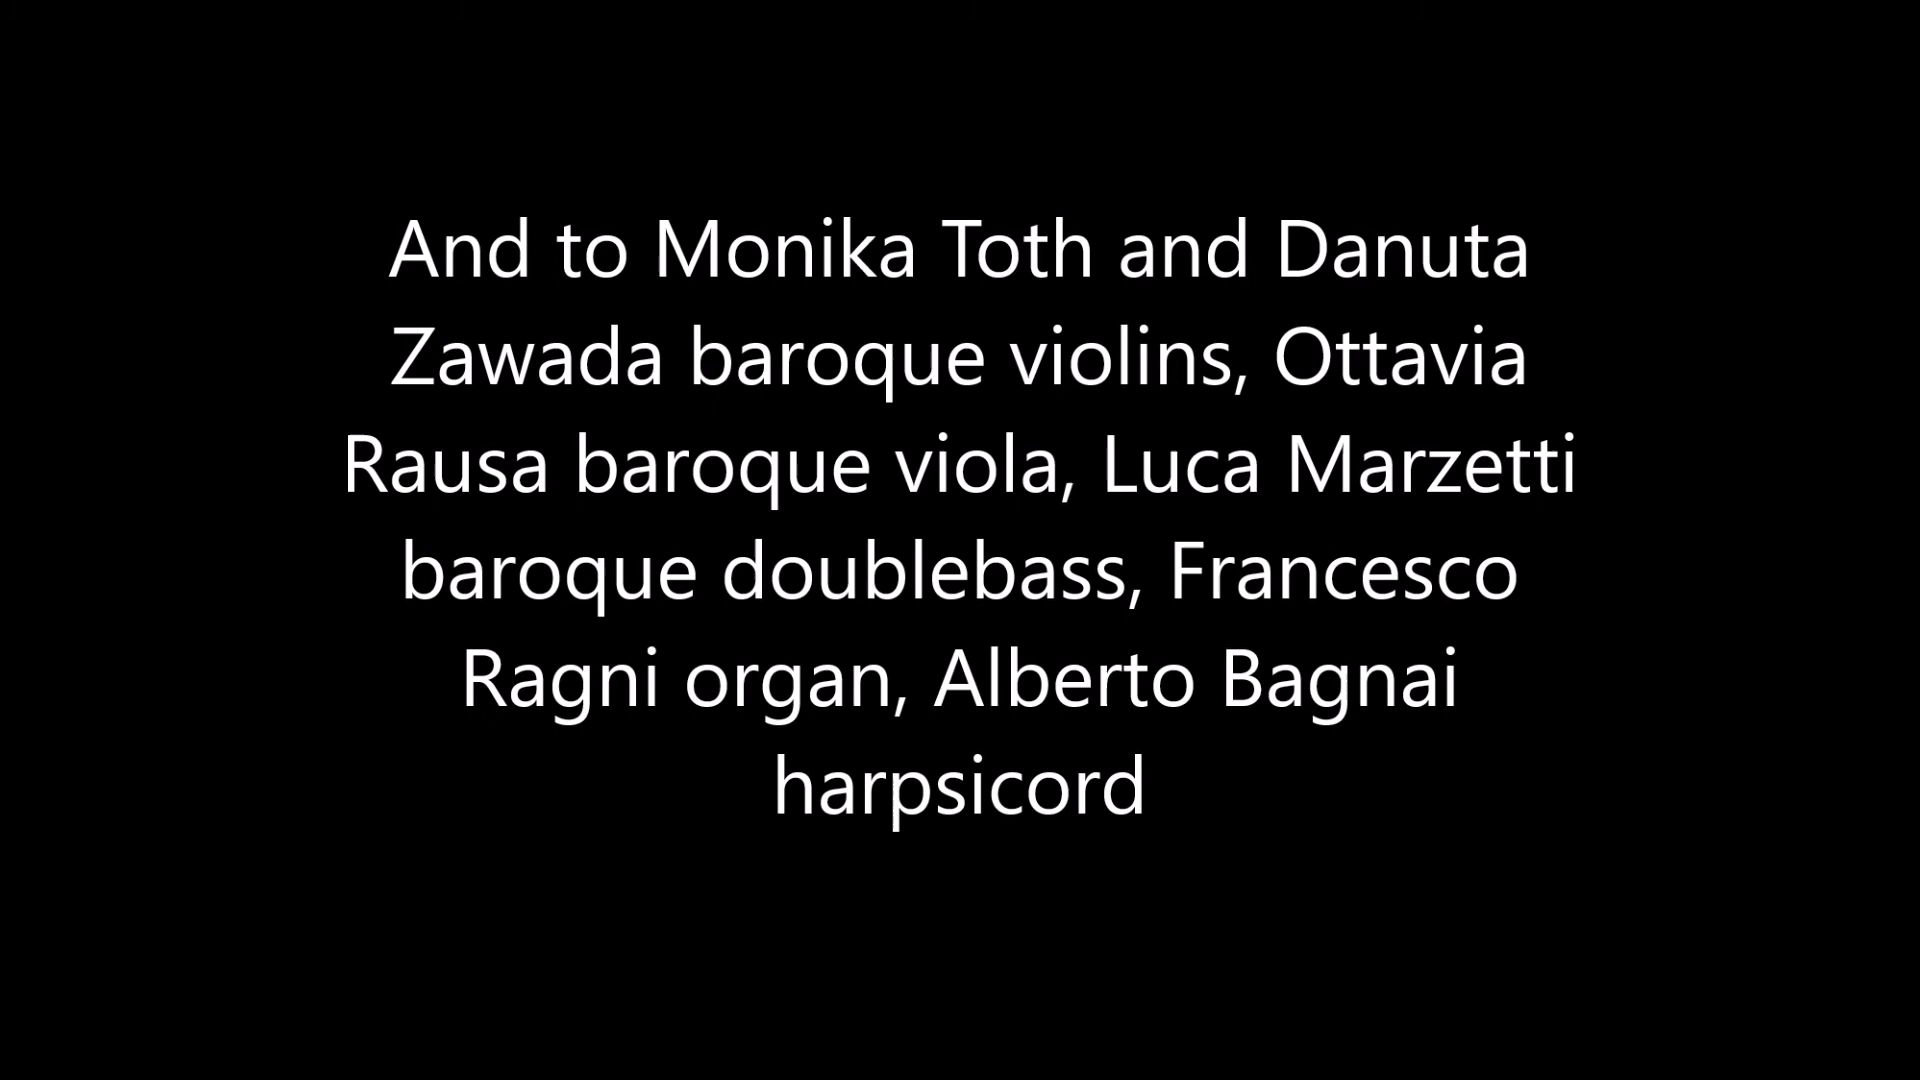 And to Monika Toth and Danuta
Zawada baroque violins, Ottavia
Rausa baroque viola, Luca Marzetti
baroque doublebass, Francesco
Ragni organ, Alberto Bagnai
harpsicord